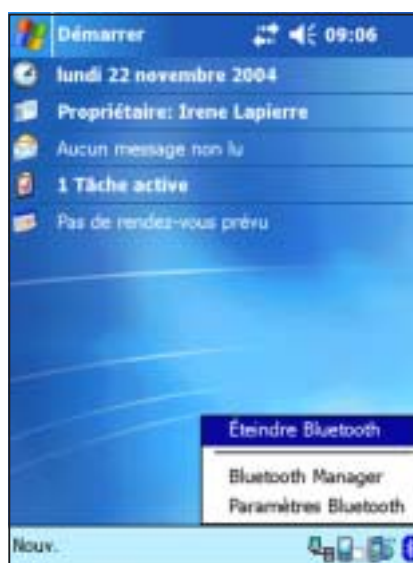 Démarrer 09:06
lundi 22 novembre 2004
Propriétaire: Irene Lapierre
Aucun message non lu
1 Tâche active
Pas de rendez-vous prévu
Éteindre Bluetooth
Bluetooth Manager
Paramètres Bluetooth
Nouv.